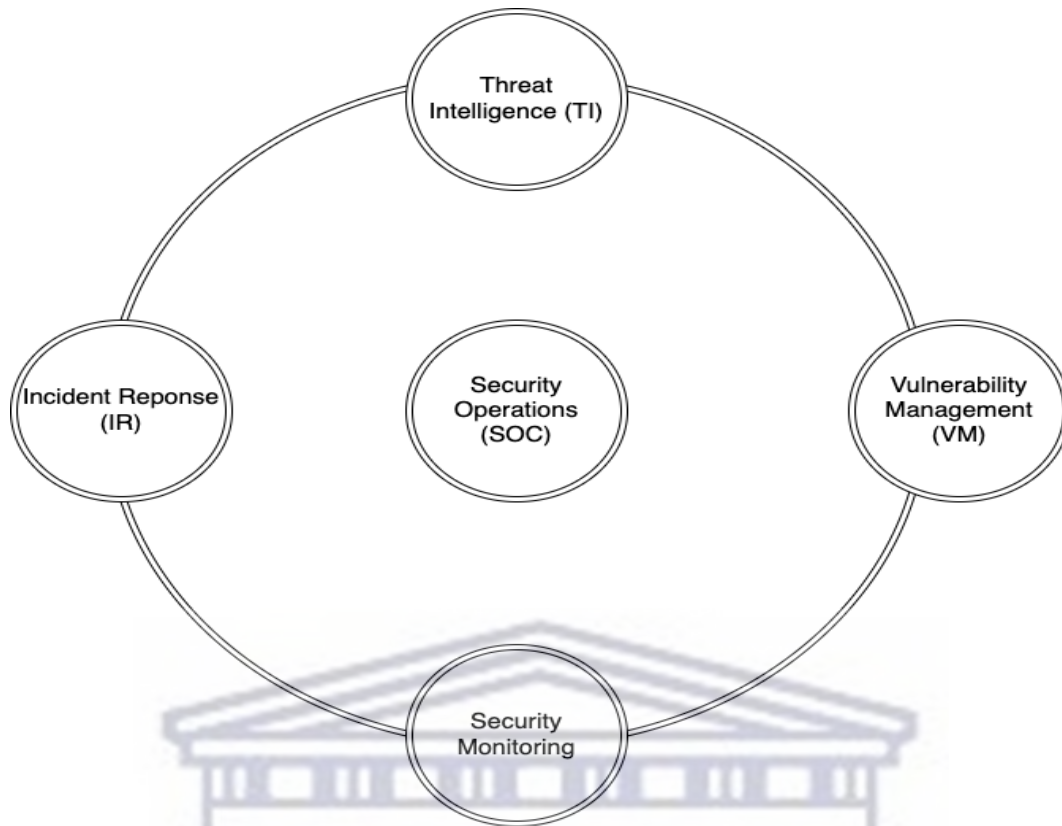 Threat
Intelligence (TI)
Incident Reponse
(IR)
Security
Operations
(SOC)
Vulnerability
Management
(VM)
Security
Monitoring